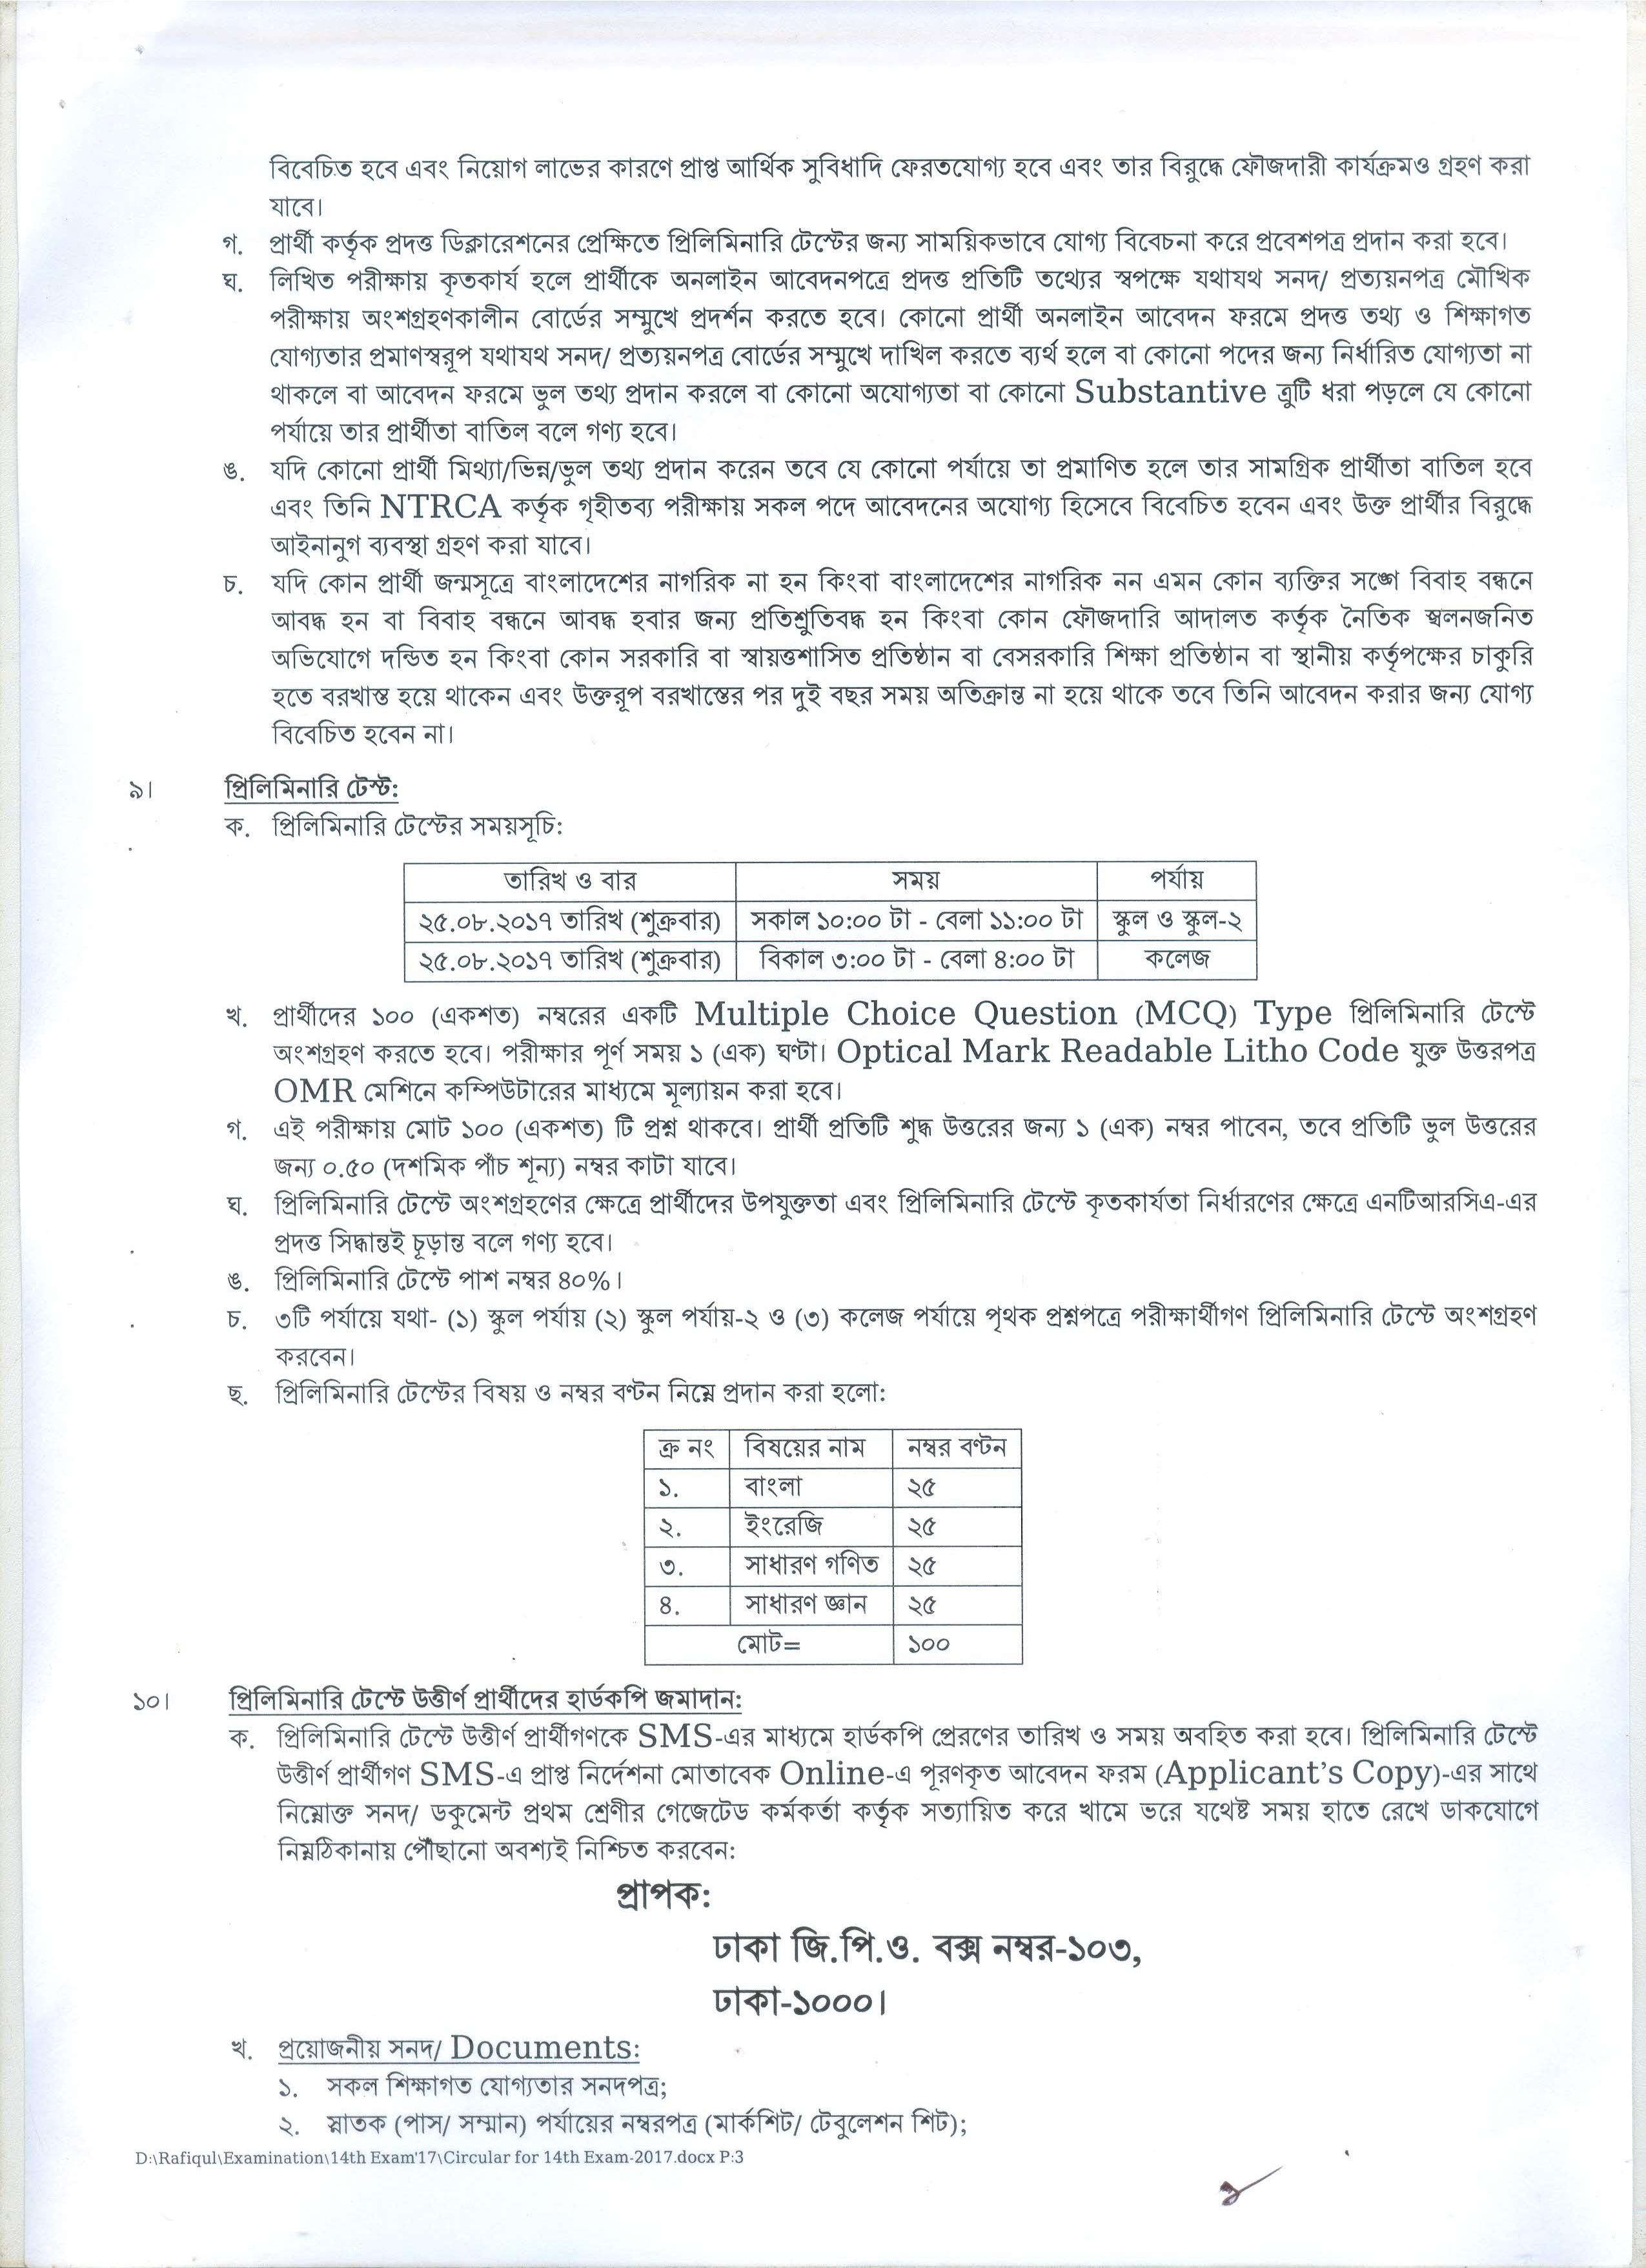 বিবেচিত হবে এবং নিয়োগ লাভের কারণে প্রাপ্ত আর্থিক সুবিধাদি ফেরতযোগ্য হবে এবং তার বিরুদ্ধে ফৌজদারী কার্যক্রমও গ্রহণ করা
যাবে।
গ. প্রার্থী কর্তৃক প্রদত্ত ডিক্লারেশনের প্রেক্ষিতে প্রিলিমিনারি টেস্টের জন্য সাময়িকভাবে যোগ্য বিবেচনা করে প্রবেশপত্র প্রদান করা হবে।
ঘ. লিখিত পরীক্ষায় কৃতকার্য হলে প্রার্থীকে অনলাইন আবেদনপত্রে প্রদত্ত প্রতিটি তথ্যের স্বপক্ষে যথাযথ সনদ/ প্রত্যয়নপত্র মৌখিক
পরীক্ষায় অংশগ্রহণকালীন বোর্ডের সম্মুখে প্রদর্শন করতে হবে। কোনো প্রার্থী অনলাইন আবেদন ফরমে প্রদত্ত তথ্য ও শিক্ষাগত
যোগ্যতার প্রমাণস্বরূপ যথাযথ সনদ/ প্রত্যয়নপত্র বোর্ডের সম্মুখে দাখিল করতে ব্যর্থ হলে বা কোনো পদের জন্য নির্ধারিত যোগ্যতা না
থাকলে বা আবেদন ফরমে ভুল তথ্য প্রদান করলে বা কোনো অযোগ্যতা বা কোনো Substantive ত্রুটি ধরা পড়লে যে কোনো
পর্যায়ে তার প্রার্থীতা বাতিল বলে গণ্য হবে।
ঙ. যদি কোনো প্রার্থী মিথ্যা/ভিন্ন/ভুল তথ্য প্রদান করেন তবে যে কোনো পর্যায়ে তা প্রমাণিত হলে তার সামগ্রিক প্রার্থীতা বাতিল হবে
এবং তিনি NTRCA কর্তৃক গৃহীতব্য পরীক্ষায় সকল পদে আবেদনের অযোগ্য হিসেবে বিবেচিত হবেন এবং উক্ত প্রার্থীর বিরুদ্ধে
আইনানুগ ব্যবস্থা গ্রহণ করা যাবে।
চ. যদি কোন প্রার্থী জন্মসূত্রে বাংলাদেশের নাগরিক না হন কিংবা বাংলাদেশের নাগরিক নন এমন কোন ব্যক্তির সঙ্গে বিবাহ বন্ধনে
আবদ্ধ হন বা বিবাহ বন্ধনে আবদ্ধ হবার জন্য প্রতিশ্রুতিবদ্ধ হন কিংবা কোন ফৌজদারি আদালত কর্তৃক নৈতিক স্খলনজনিত
অভিযোগে দন্ডিত হন কিংবা কোন সরকারি বা স্বায়ত্তশাসিত প্রতিষ্ঠান বা বেসরকারি শিক্ষা প্রতিষ্ঠান বা স্থানীয় কর্তৃপক্ষের চাকুরি
হতে বরখাস্ত হয়ে থাকেন এবং উক্তরূপ বরখাস্তের পর দুই বছর সময় অতিক্রান্ত না হয়ে থাকে তবে তিনি আবেদন করার জন্য যোগ্য
বিবেচিত হবেন না।
৯। প্রিলিমিনারি টেস্ট:
ক. প্রিলিমিনারি টেস্টের সময়সূচি:
তারিখ ও বার সময় পর্যায়
২৫.০৮.২০১৭ তারিখ (শুক্রবার) সকাল ১০:০০ টা - বেলা ১১:০০ টা স্কুল ও স্কুল-২
২৫.০৮.২০১৭ তারিখ (শুক্রবার) বিকাল ৩:০০ টা - বেলা ৪:০০ টা কলেজ
খ. প্রার্থীদের ১০০ (একশত) নম্বরের একটি Multiple Choice Question (MCQ) Type প্রিলিমিনারি টেস্টে
অংশগ্রহণ করতে হবে। পরীক্ষার পূর্ণ সময় ১ (এক) ঘণ্টা। Optical Mark Readable Litho Code যুক্ত উত্তরপত্র
OMR মেশিনে কম্পিউটারের মাধ্যমে মূল্যায়ন করা হবে।
গ. এই পরীক্ষায় মোট ১০০ (একশত) টি প্রশ্ন থাকবে। প্রার্থী প্রতিটি শুদ্ধ উত্তরের জন্য ১ (এক) নম্বর পাবেন, তবে প্রতিটি ভুল উত্তরের
জন্য ০.৫০ (দশমিক পাঁচ শূন্য) নম্বর কাটা যাবে।
ঘ. প্রিলিমিনারি টেস্টে অংশগ্রহণের ক্ষেত্রে প্রার্থীদের উপযুক্ততা এবং প্রিলিমিনারি টেস্টে কৃতকার্যতা নির্ধারণের ক্ষেত্রে এনটিআরসিএ-এর
প্রদত্ত সিদ্ধান্তই চূড়ান্ত বলে গণ্য হবে।
ঙ. প্রিলিমিনারি টেস্টে পাশ নম্বর ৪০%।
চ. ৩টি পর্যায়ে যথা- (১) স্কুল পর্যায় (২) স্কুল পর্যায়-২ ও (৩) কলেজ পর্যায়ে পৃথক প্রশ্নপত্রে পরীক্ষার্থীগণ প্রিলিমিনারি টেস্টে অংশগ্রহণ
করবেন।
ছ. প্রিলিমিনারি টেস্টের বিষয় ও নম্বর বণ্টন নিম্নে প্রদান করা হলো:
ক্র নং বিষয়ের নাম নম্বর বণ্টন
১. বাংলা ২৫
২. ইংরেজি ২৫
৩. সাধারণ গণিত ২৫
৪. সাধারণ জ্ঞান ২৫
মোট= ১০০
১০। প্রিলিমিনারি টেস্টে উত্তীর্ণ প্রার্থীদের হার্ডকপি জমাদান:
ক. প্রিলিমিনারি টেস্টে উত্তীর্ণ প্রার্থীগণকে SMS-এর মাধ্যমে হার্ডকপি প্রেরণের তারিখ ও সময় অবহিত করা হবে। প্রিলিমিনারি টেস্টে
উত্তীর্ণ প্রার্থীগণ SMS-এ প্রাপ্ত নির্দেশনা মোতাবেক Online-এ পূরণকৃত আবেদন ফরম (Applicant’s Copy)-এর সাথে
নিম্নোক্ত সনদ/ ডকুমেন্ট প্রথম শ্রেণীর গেজেটেড কর্মকর্তা কর্তৃক সত্যায়িত করে খামে ভরে যথেষ্ট সময় হাতে রেখে ডাকযোগে
নিম্নঠিকানায় পৌঁছানো অবশ্যই নিশ্চিত করবেন:
প্রাপক:
ঢাকা জি.পি.ও. বক্স নম্বর-১০৩,
ঢাকা-১০০০।
খ. প্রয়োজনীয় সনদ/ Documents:
১. সকল শিক্ষাগত যোগ্যতার সনদপত্র;
২. স্নাতক (পাস/ সম্মান) পর্যায়ের নম্বরপত্র (মার্কশিট/ টেবুলেশন শিট);
D:\Rafiqul\Examination\14th Exam'17\Circular for 14th Exam-2017.docx P:3